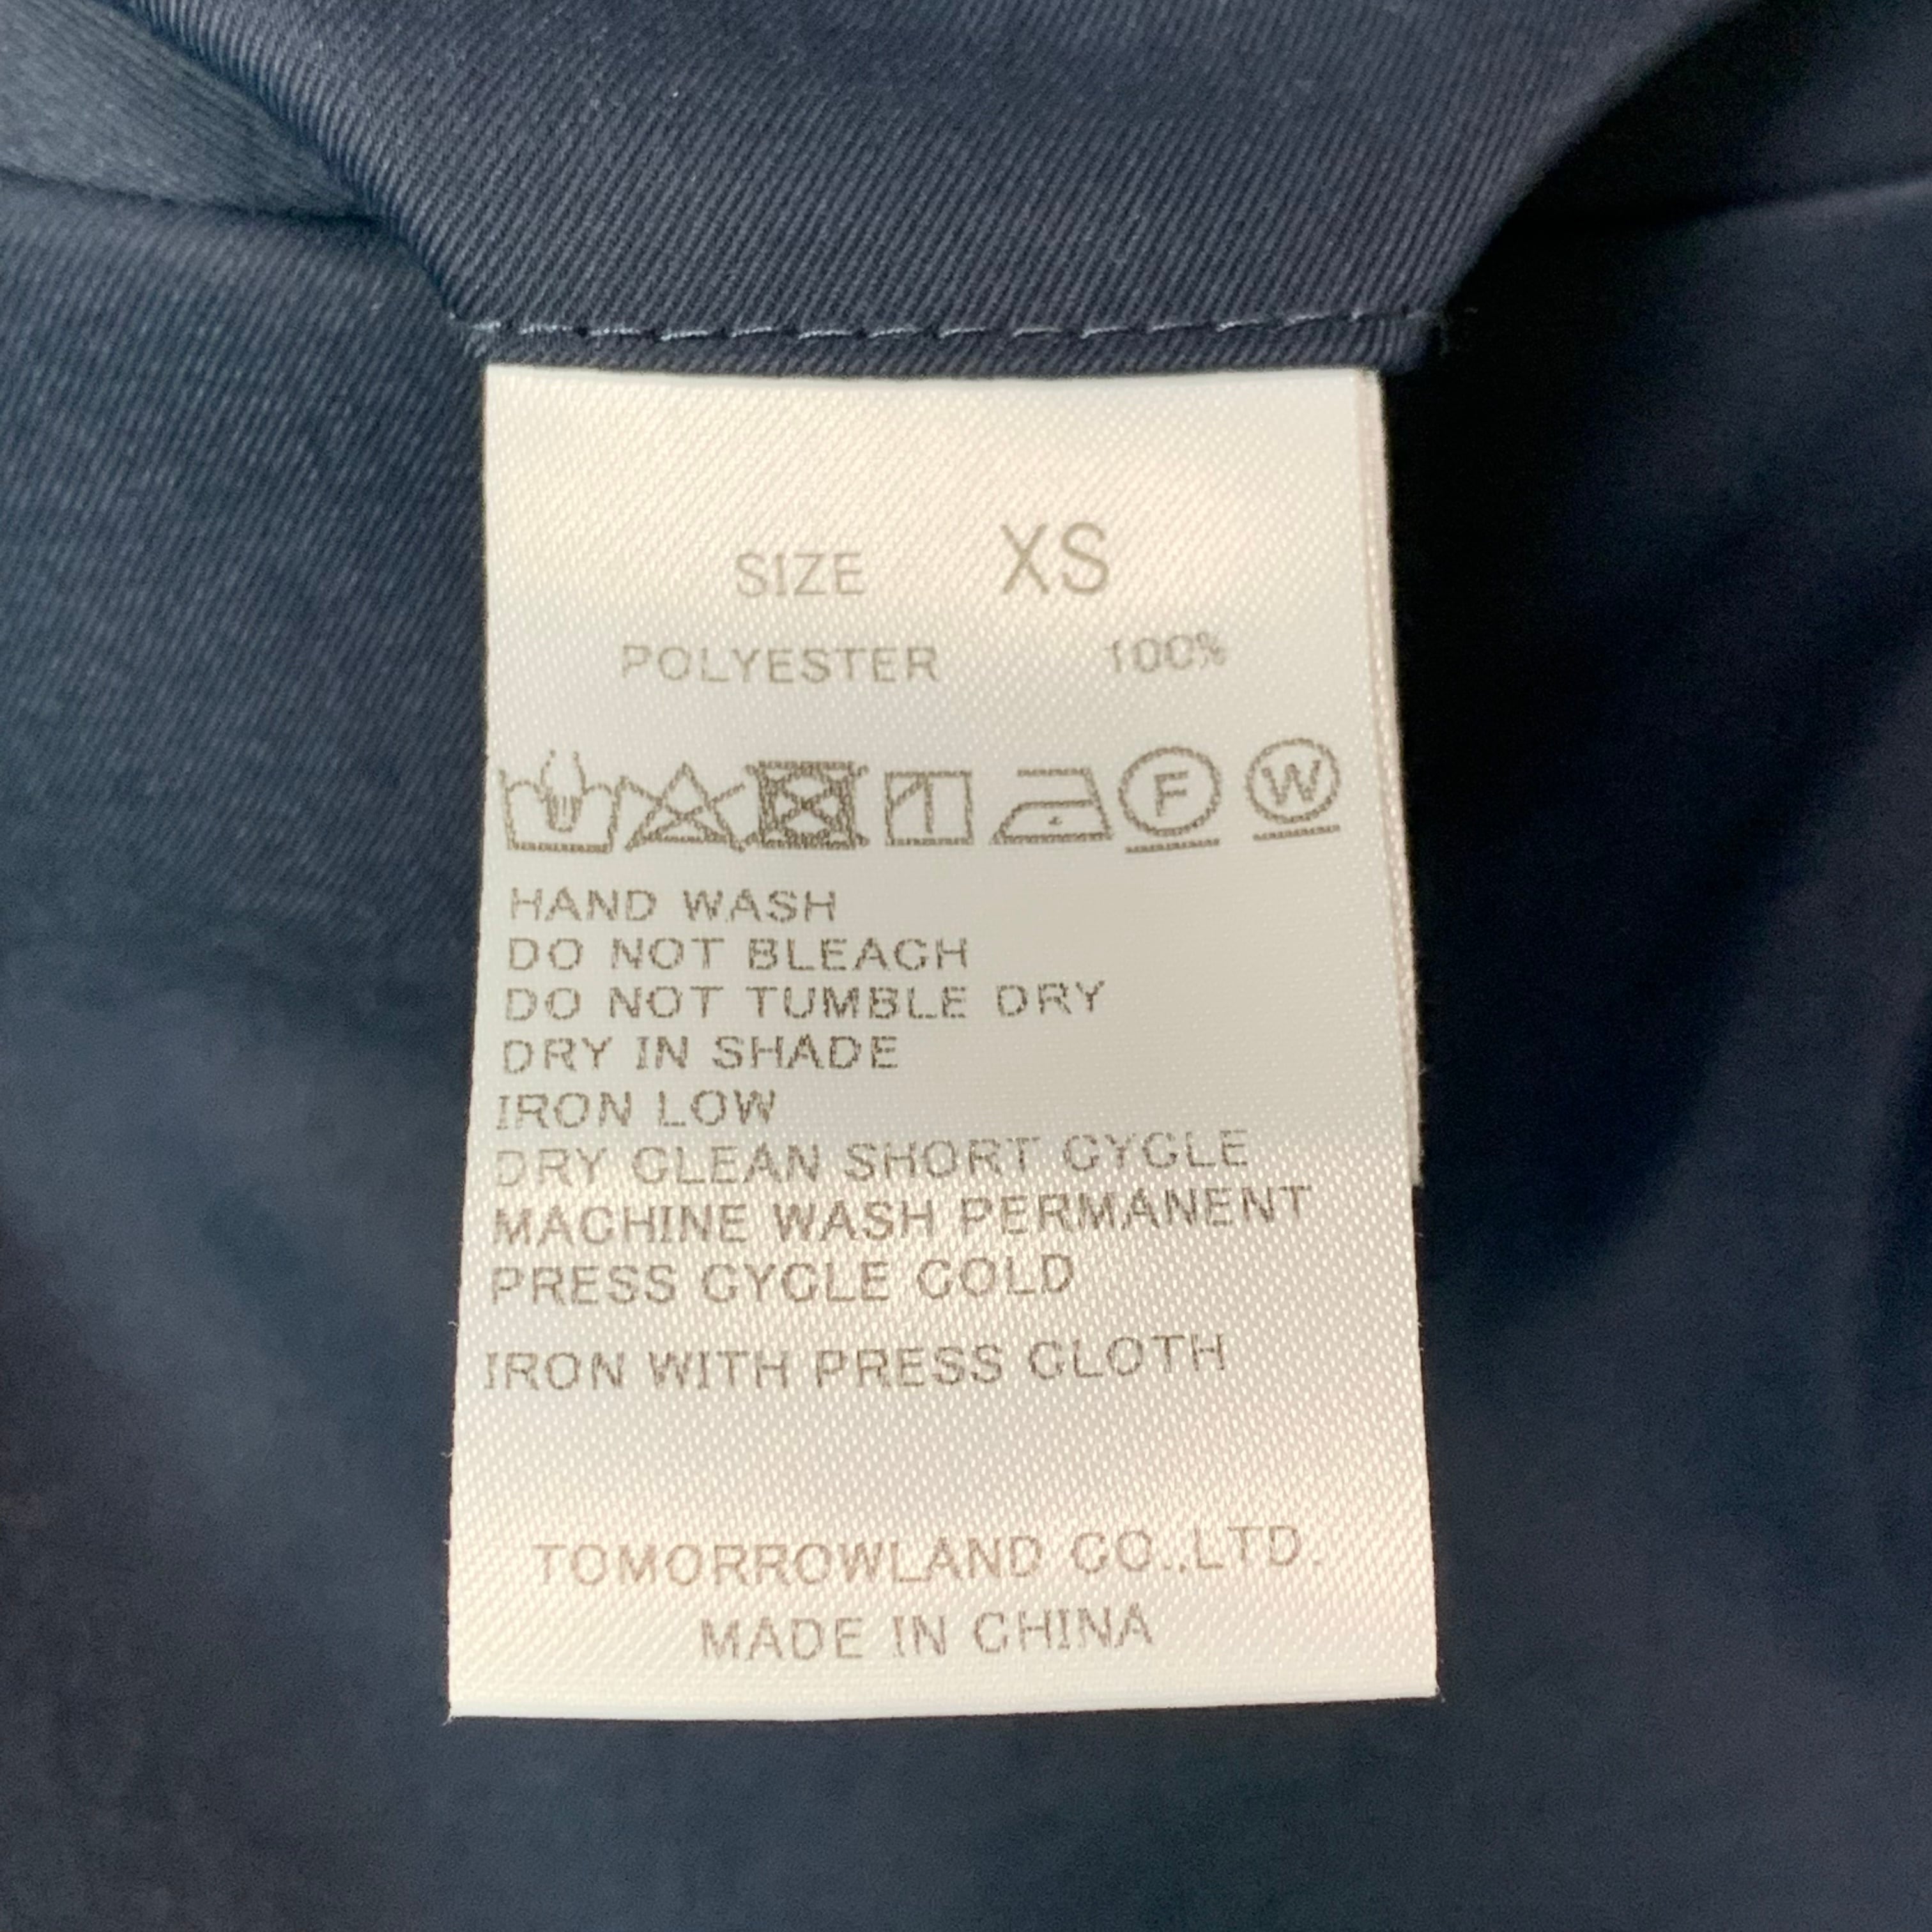 SIZE XS
POLYESTER 100%
F W
HAND WASH
DO NOT BLEACH
DO NOT TUMBLE DRY
DRY IN SHADE
IRON LOW
DRY CLEAN SHORT CYCLE
MACHINE WASH PERMANENT
PRESS CYCLE COLD
IRON WITH PRESS CLOTH
TOMORROWLAND CO.,LTD.
MADE IN CHINA